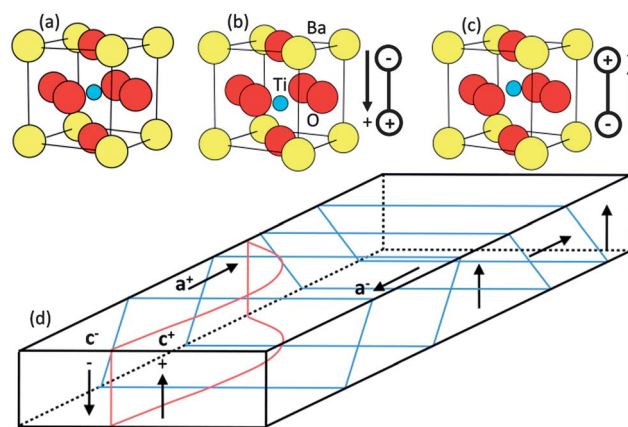 (a)
(b)
Ba
Ti
O
-
+
+
(c)
+
-
a⁺
a⁻
(d)
c⁻
c⁺
-
+